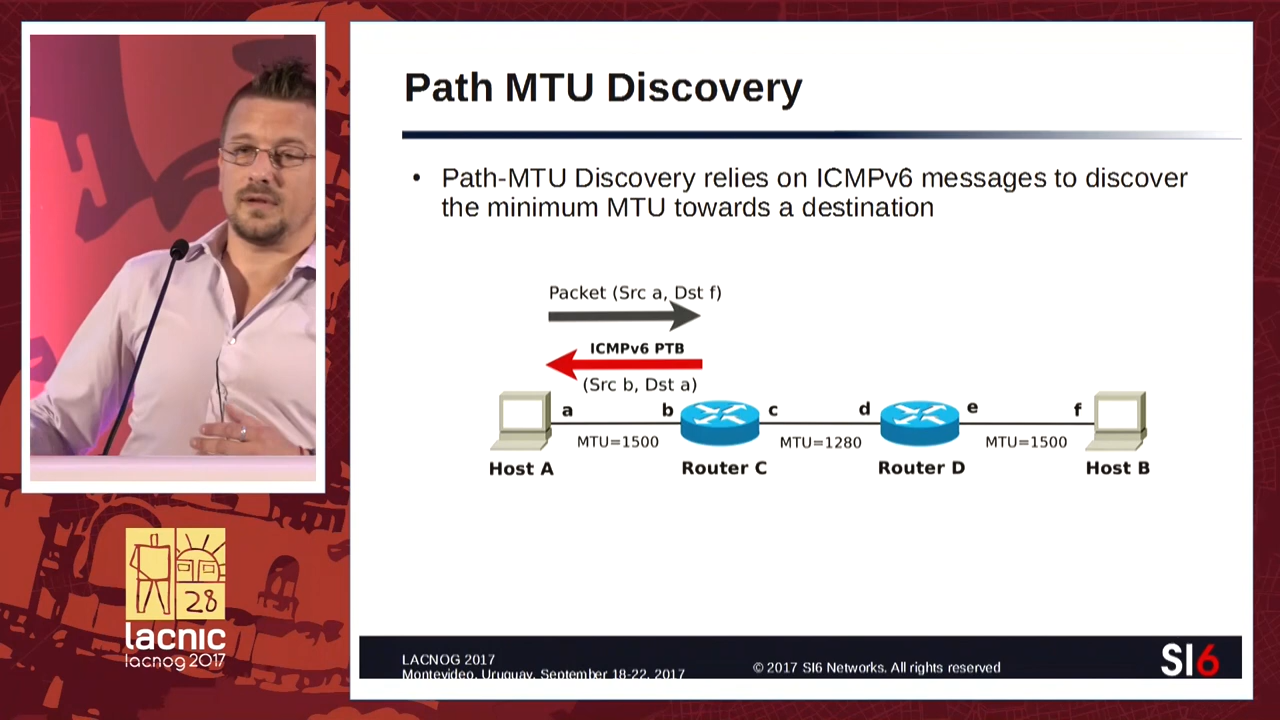 Path MTU Discovery
• Path-MTU Discovery relies on ICMPv6 messages to discover
the minimum MTU towards a destination
Packet (Src a, Dst f)
ICMPv6 PTB
(Src b, Dst a)
a b c d e f
MTU=1500 MTU=1280 MTU=1500
Host A Router C Router D Host B
28
lacnic
lacnog 2017
LACNOG 2017
Montevideo, Uruguay, September 18-22, 2017
© 2017 SI6 Networks. All rights reserved
SI6